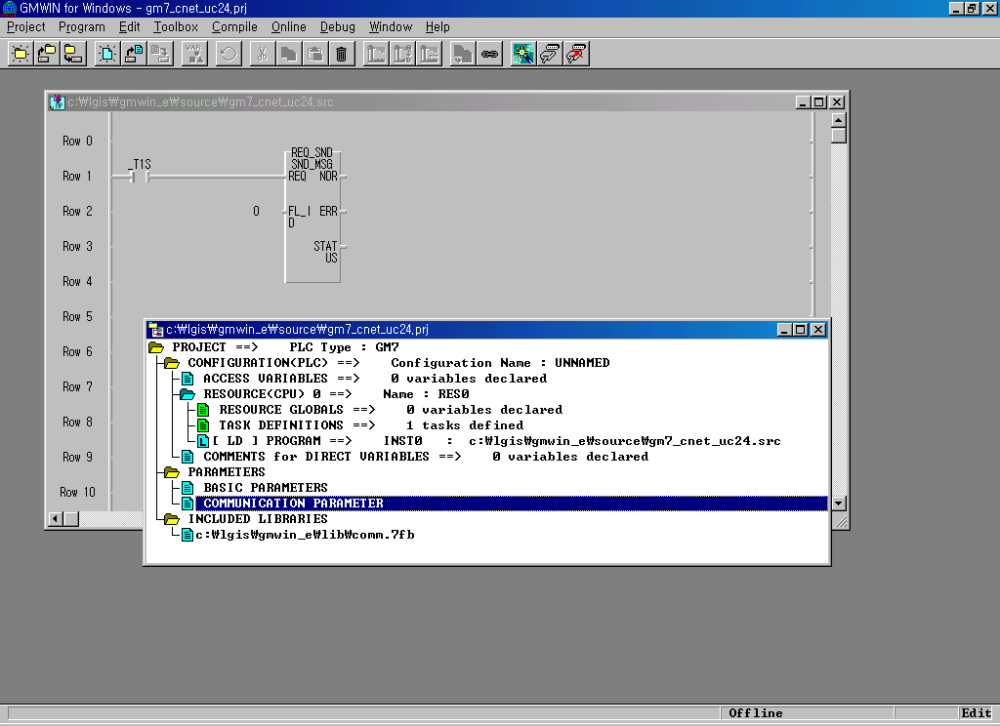 GMWIN for Windows - gm7_cnet_uc24.prj
Project Program Edit Toolbox Compile Online Debug Window Help
VAR
c:₩lgis₩gmwin_e₩source₩gm7_cnet_uc24.src
Row 0
REQ_SND
_T1S SND_MSG
Row 1 REQ NDR
Row 2 0 FL_I ERR
D
Row 3 STAT
US
Row 4
Row 5
c:₩lgis₩gmwin_e₩source₩gm7_cnet_uc24.prj
PROJECT ==> PLC Type : GM7
Row 6
CONFIGURATION(PLC) ==> Configuration Name : UNNAMED
ACCESS VARIABLES ==> 0 variables declared
Row 7
RESOURCE(CPU) 0 ==> Name : RES0
RESOURCE GLOBALS ==> 0 variables declared
Row 8
TASK DEFINITIONS ==> 1 tasks defined
L [ LD ] PROGRAM ==> INST0 : c:₩lgis₩gmwin_e₩source₩gm7_cnet_uc24.src
Row 9
COMMENTS for DIRECT VARIABLES ==> 0 variables declared
PARAMETERS
Row 10
BASIC PARAMETERS
COMMUNICATION PARAMETER
INCLUDED LIBRARIES
c:₩lgis₩gmwin_e₩lib₩comm.7fb
Offline Edit